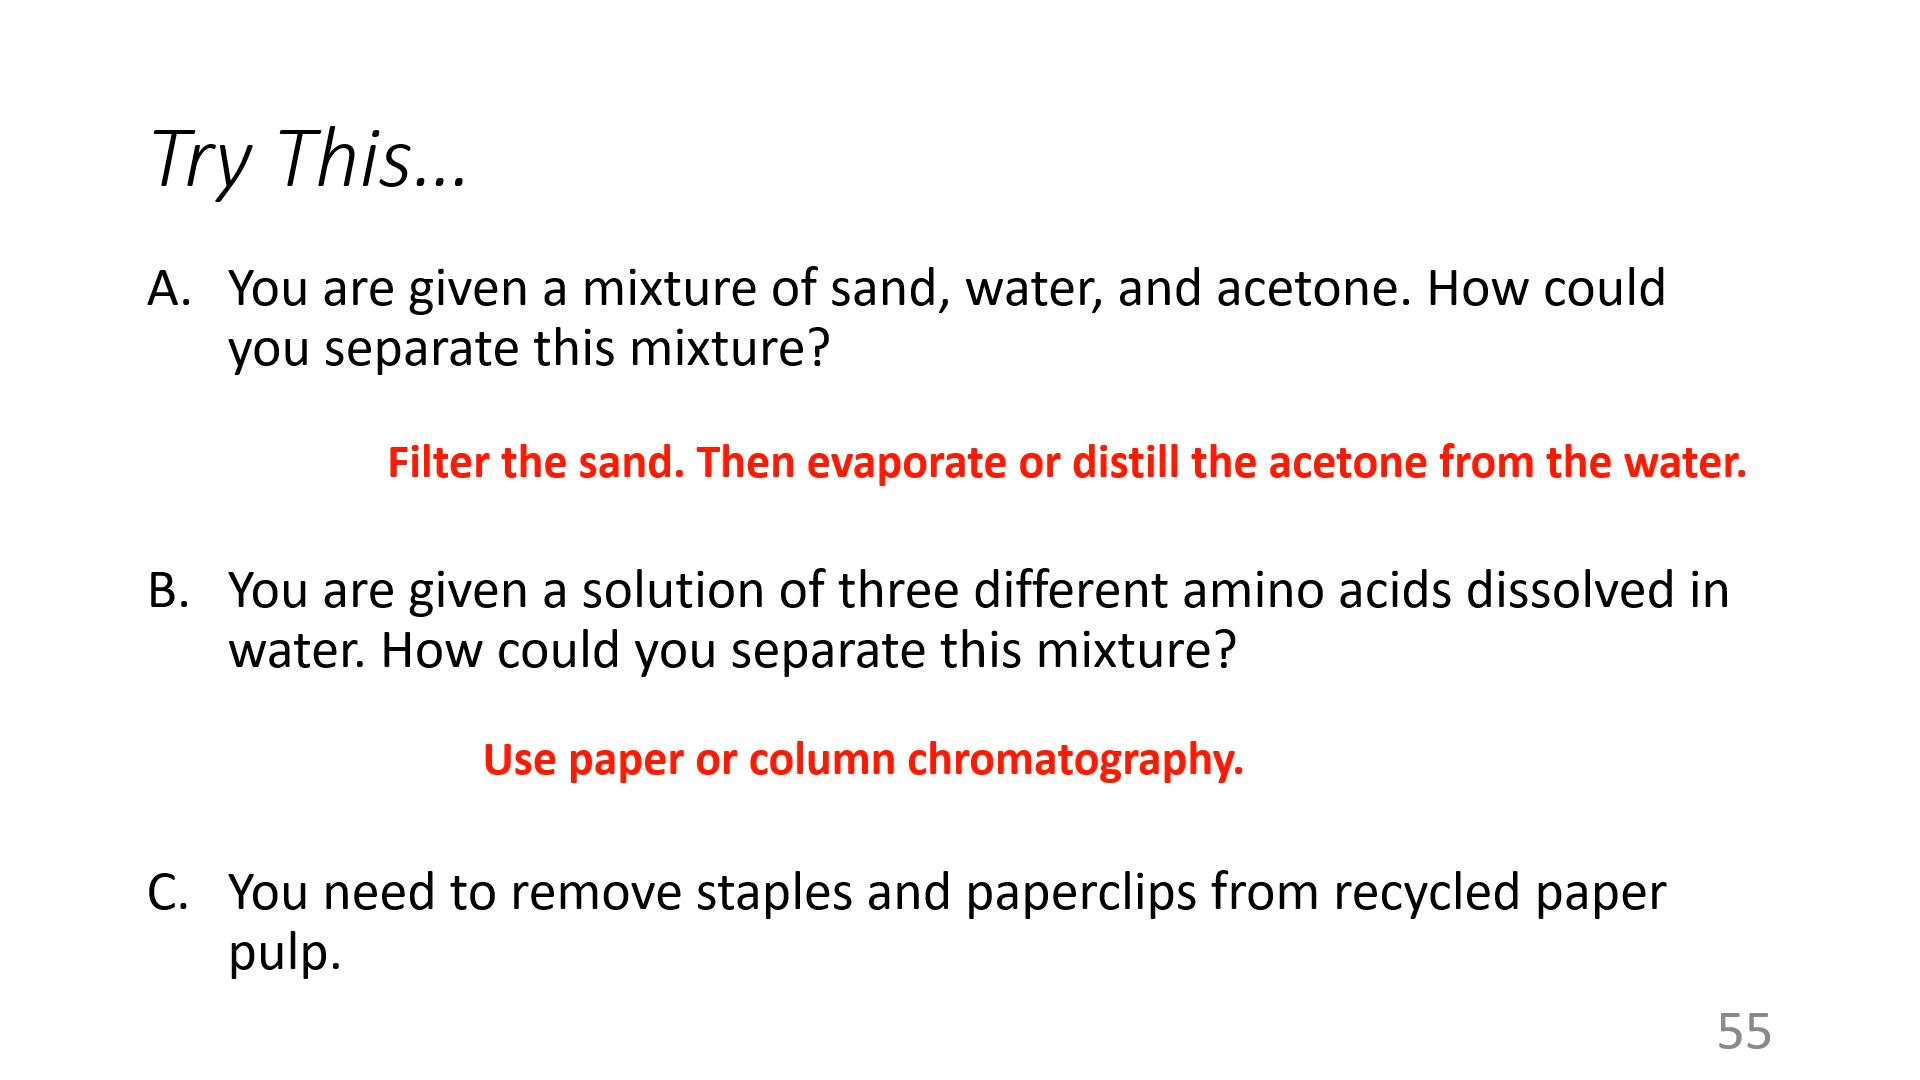 Try This…
A. You are given a mixture of sand, water, and acetone. How could
you separate this mixture?
Filter the sand. Then evaporate or distill the acetone from the water.
B. You are given a solution of three different amino acids dissolved in
water. How could you separate this mixture?
Use paper or column chromatography.
C. You need to remove staples and paperclips from recycled paper
pulp.
55